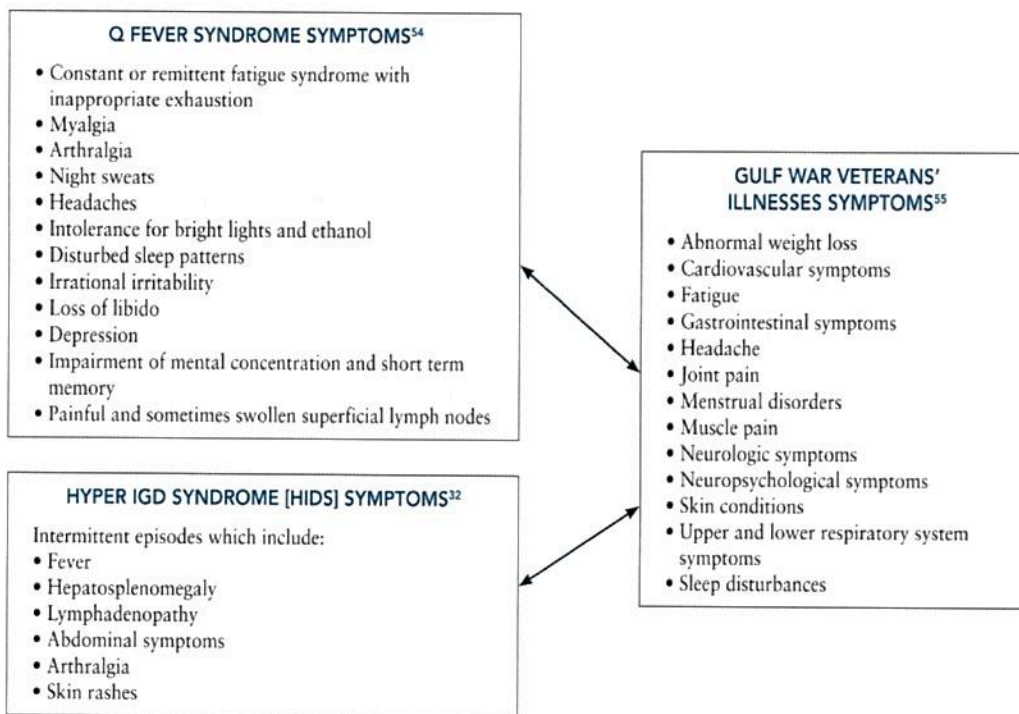 Q FEVER SYNDROME SYMPTOMS⁵⁴
• Constant or remittent fatigue syndrome with
inappropriate exhaustion
• Myalgia
• Arthralgia
• Night sweats
• Headaches
• Intolerance for bright lights and ethanol
• Disturbed sleep patterns
• Irrational irritability
• Loss of libido
• Depression
• Impairment of mental concentration and short term
memory
• Painful and sometimes swollen superficial lymph nodes
HYPER IGD SYNDROME [HIDS] SYMPTOMS³²
Intermittent episodes which include:
• Fever
• Hepatosplenomegaly
• Lymphadenopathy
• Abdominal symptoms
• Arthralgia
• Skin rashes
GULF WAR VETERANS'
ILLNESSES SYMPTOMS⁵⁵
• Abnormal weight loss
• Cardiovascular symptoms
• Fatigue
• Gastrointestinal symptoms
• Headache
• Joint pain
• Menstrual disorders
• Muscle pain
• Neurologic symptoms
• Neuropsychological symptoms
• Skin conditions
• Upper and lower respiratory system
symptoms
• Sleep disturbances